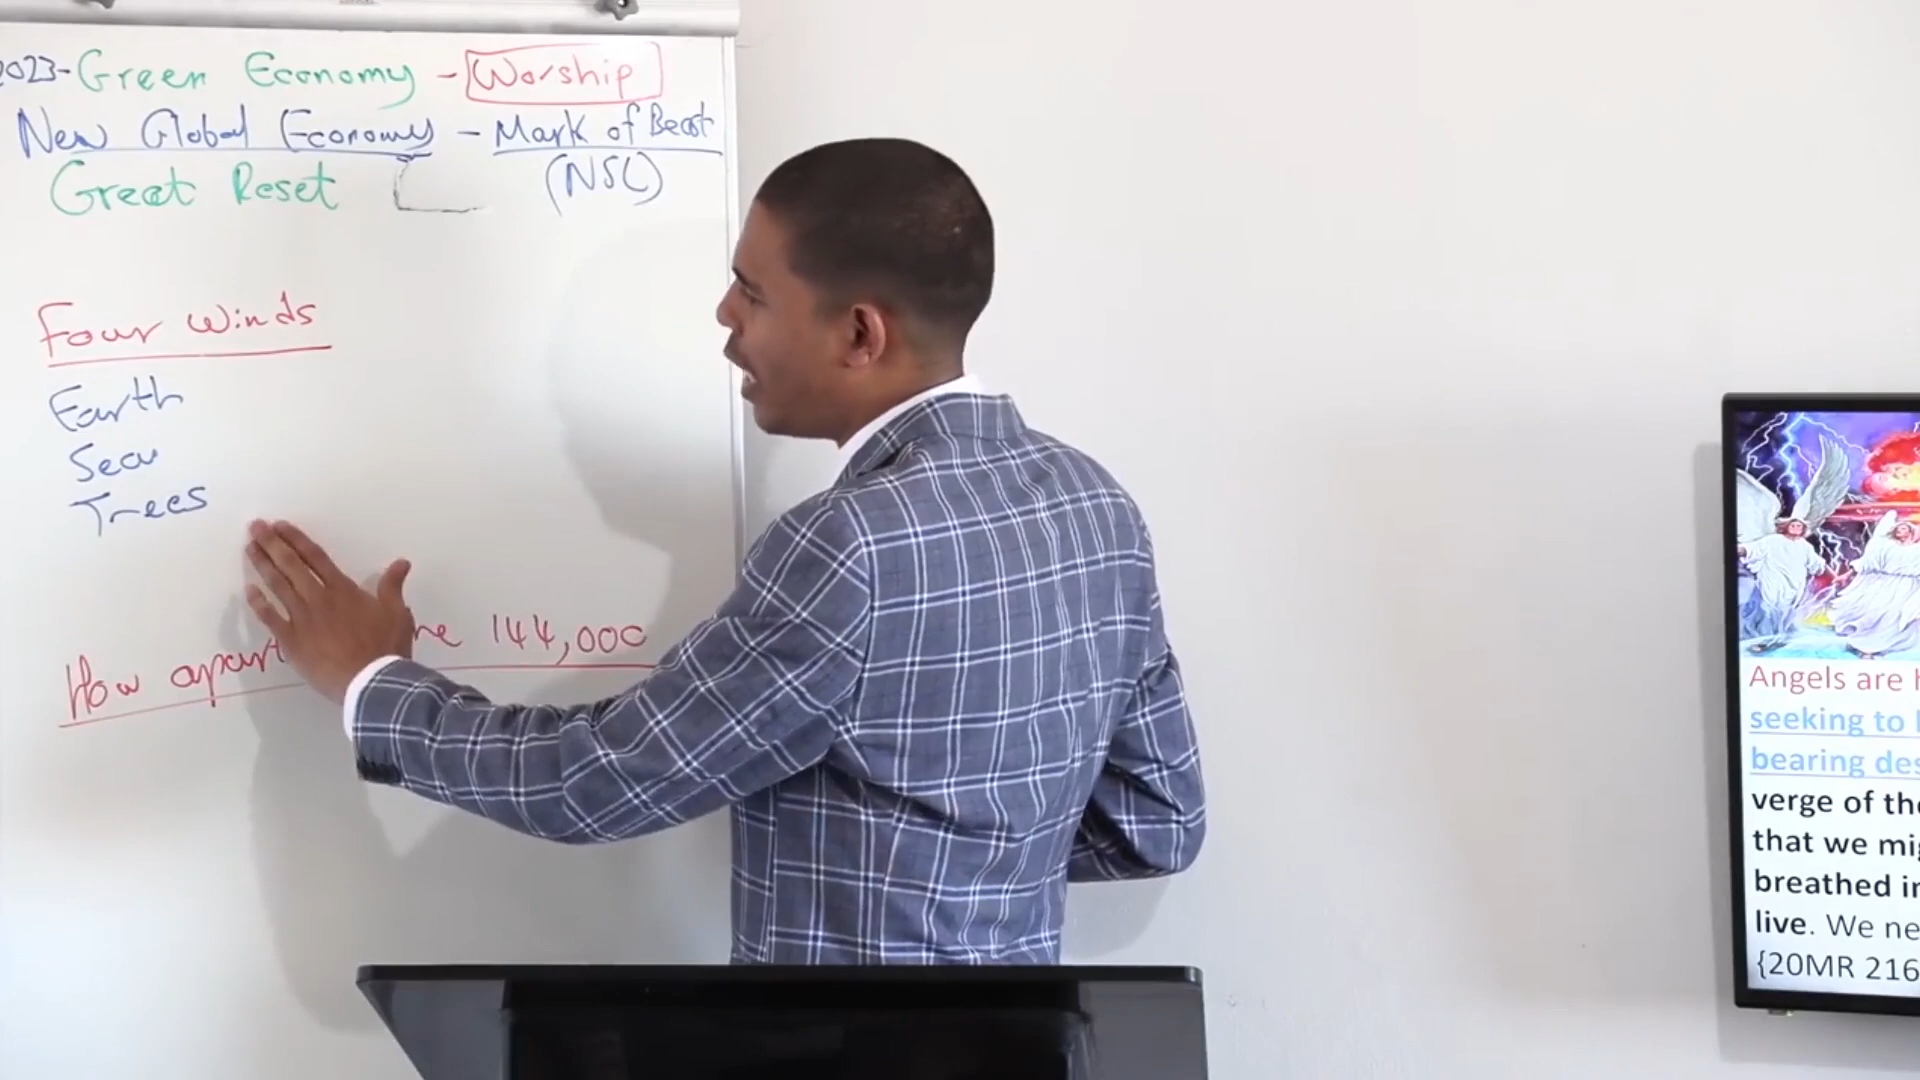 2023-Green Economy - Worship
New Global Economy - Mark of Beast
Great Reset (NSL)
Four Winds
Earth
Sea
Trees
How apart 144,000
Angels are
seeking to
bearing des
verge of the
that we mig
breathed in
live. We ne
{20MR 216